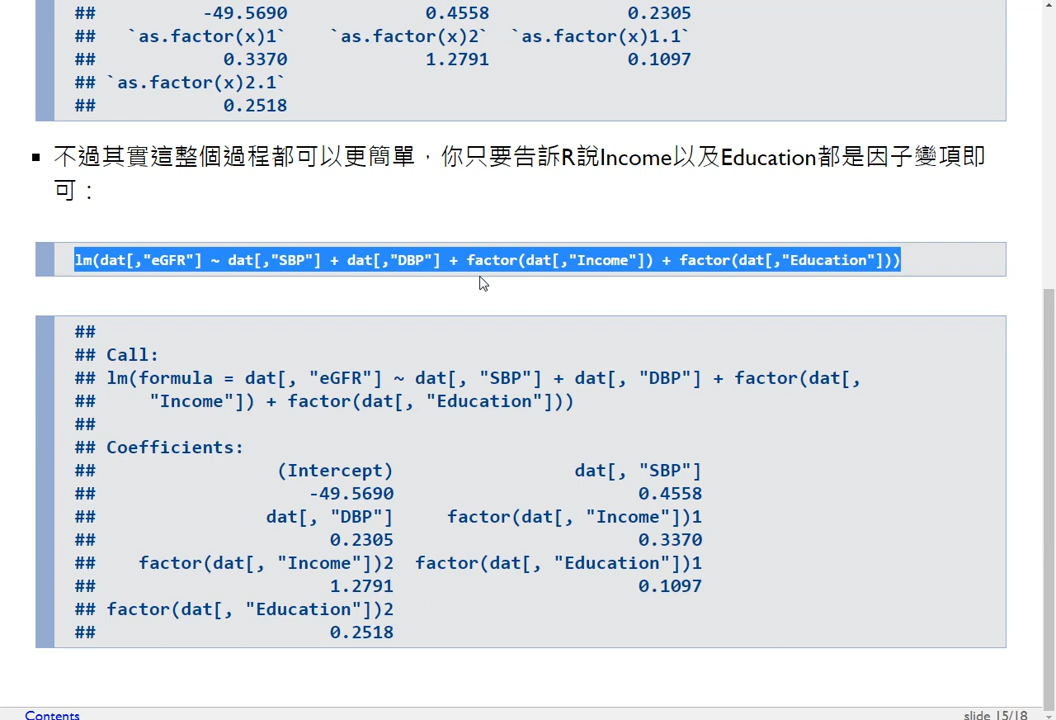 ## -49.5690 0.4558 0.2305
## `as.factor(x)1` `as.factor(x)2` `as.factor(x)1.1`
## 0.3370 1.2791 0.1097
## `as.factor(x)2.1`
## 0.2518
▪ 不過其實這整個過程都可以更簡單，你只要告訴R說Income以及Education都是因子變項即
可：
lm(dat[,"eGFR"] ~ dat[,"SBP"] + dat[,"DBP"] + factor(dat[,"Income"]) + factor(dat[,"Education"]))
##
## Call:
## lm(formula = dat[, "eGFR"] ~ dat[, "SBP"] + dat[, "DBP"] + factor(dat[,
## "Income"]) + factor(dat[, "Education"]))
##
## Coefficients:
## (Intercept) dat[, "SBP"]
## -49.5690 0.4558
## dat[, "DBP"] factor(dat[, "Income"])1
## 0.2305 0.3370
## factor(dat[, "Income"])2 factor(dat[, "Education"])1
## 1.2791 0.1097
## factor(dat[, "Education"])2
## 0.2518
Contents slide 15/18